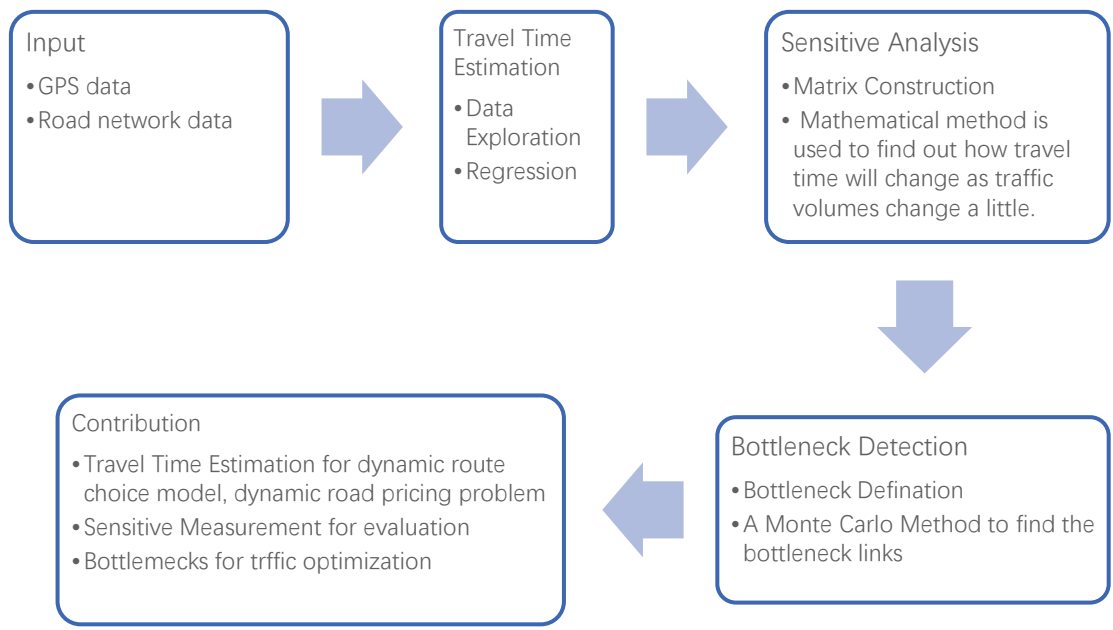 Input
• GPS data
• Road network data
Travel Time
Estimation
• Data
Exploration
• Regression
Sensitive Analysis
• Matrix Construction
• Mathematical method is
used to find out how travel
time will change as traffic
volumes change a little.
Bottleneck Detection
• Bottleneck Defination
• A Monte Carlo Method to find the
bottleneck links
Contribution
• Travel Time Estimation for dynamic route
choice model, dynamic road pricing problem
• Sensitive Measurement for evaluation
• Bottlemecks for trffic optimization